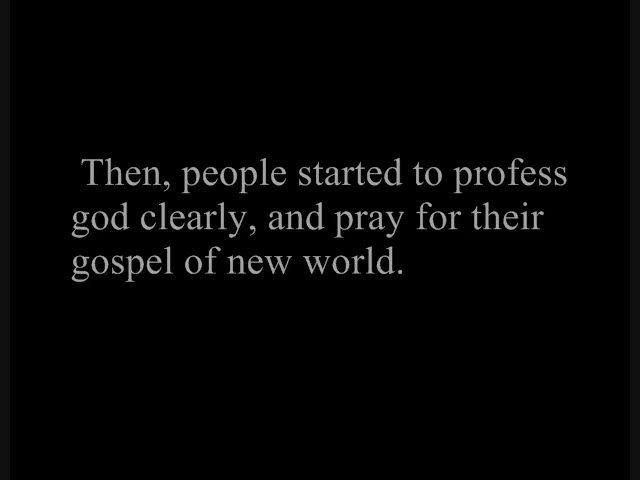 Then, people started to profess
god clearly, and pray for their
gospel of new world.